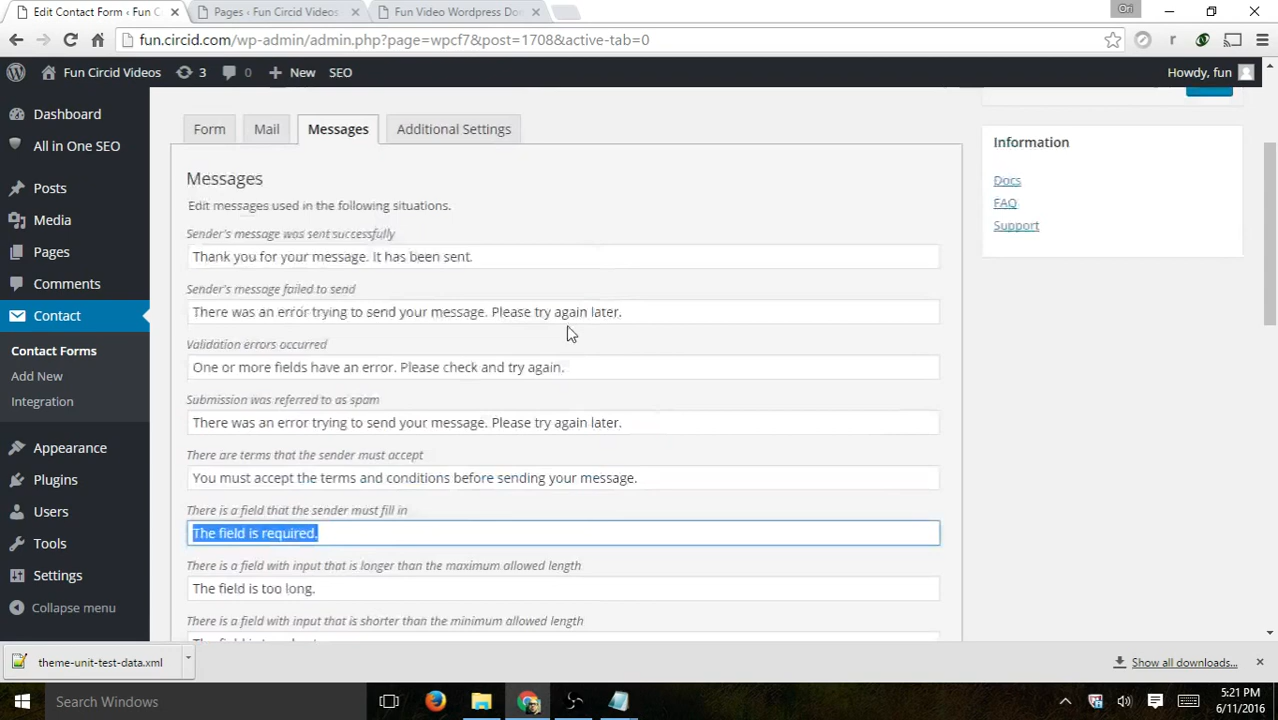 Edit Contact Form ‹ Fun C
Pages ‹ Fun Circid Videos
Fun Video Wordpress Do
Ori
fun.circid.com/wp-admin/admin.php?page=wpcf7&post=1708&active-tab=0
Fun Circid Videos
3
0
New
SEO
Howdy, fun
Dashboard
All in One SEO
Posts
Media
Pages
Comments
Contact
Contact Forms
Add New
Integration
Appearance
Plugins
Users
Tools
Settings
Collapse menu
Form
Mail
Messages
Additional Settings
Messages
Edit messages used in the following situations.
Sender's message was sent successfully
Thank you for your message. It has been sent.
Sender's message failed to send
There was an error trying to send your message. Please try again later.
Validation errors occurred
One or more fields have an error. Please check and try again.
Submission was referred to as spam
There was an error trying to send your message. Please try again later.
There are terms that the sender must accept
You must accept the terms and conditions before sending your message.
There is a field that the sender must fill in
The field is required.
There is a field with input that is longer than the maximum allowed length
The field is too long.
There is a field with input that is shorter than the minimum allowed length
Information
Docs
FAQ
Support
theme-unit-test-data.xml
Show all downloads...
Search Windows
5:21 PM
6/11/2016